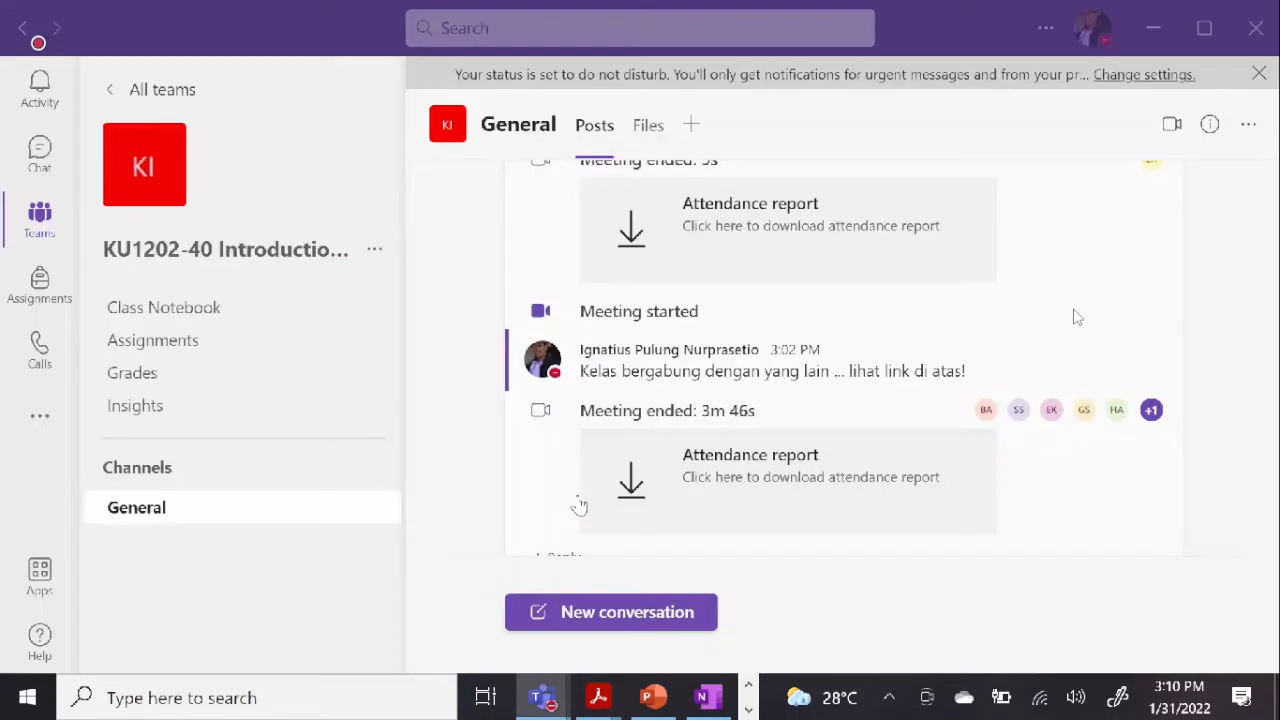 Search
Your status is set to do not disturb. You'll only get notifications for urgent messages and from your pr... Change settings.
Activity
Chat
Teams
Assignments
Calls
Apps
Help
All teams
KI
KU1202-40 Introductio...
Class Notebook
Assignments
Grades
Insights
Channels
General
KI General Posts Files
Meeting ended: 5s
Attendance report
Click here to download attendance report
Meeting started
Ignatius Pulung Nurprasetio 3:02 PM
Kelas bergabung dengan yang lain ... lihat link di atas!
Meeting ended: 3m 46s BA SS EK GS HA +1
Attendance report
Click here to download attendance report
Reply
New conversation
Type here to search
28°C
3:10 PM
1/31/2022